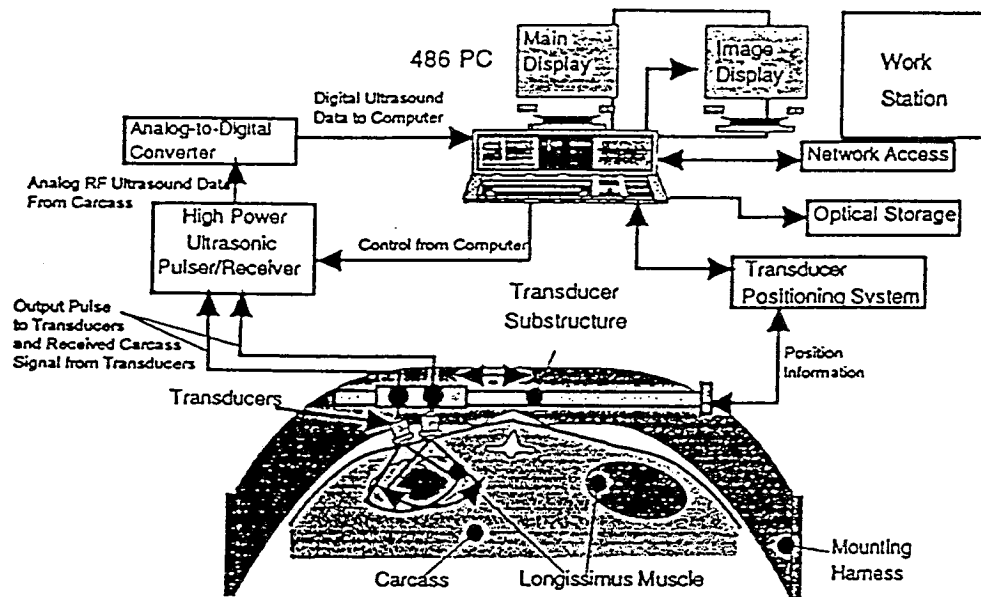 486 PC
Main
Display
Image
Display
Work
Station
Digital Ultrasound
Data to Computer
Analog-to-Digital
Converter
Network Access
Analog RF Ultrasound Data
From Carcass
Optical Storage
High Power
Ultrasonic
Pulser/Receiver
Control from Computer
Transducer
Positioning System
Transducer
Substructure
Output Pulse
to Transducers
and Received Carcass
Signal from Transducers
Position
Information
Transducers
Carcass
Longissimus Muscle
Mounting
Harness